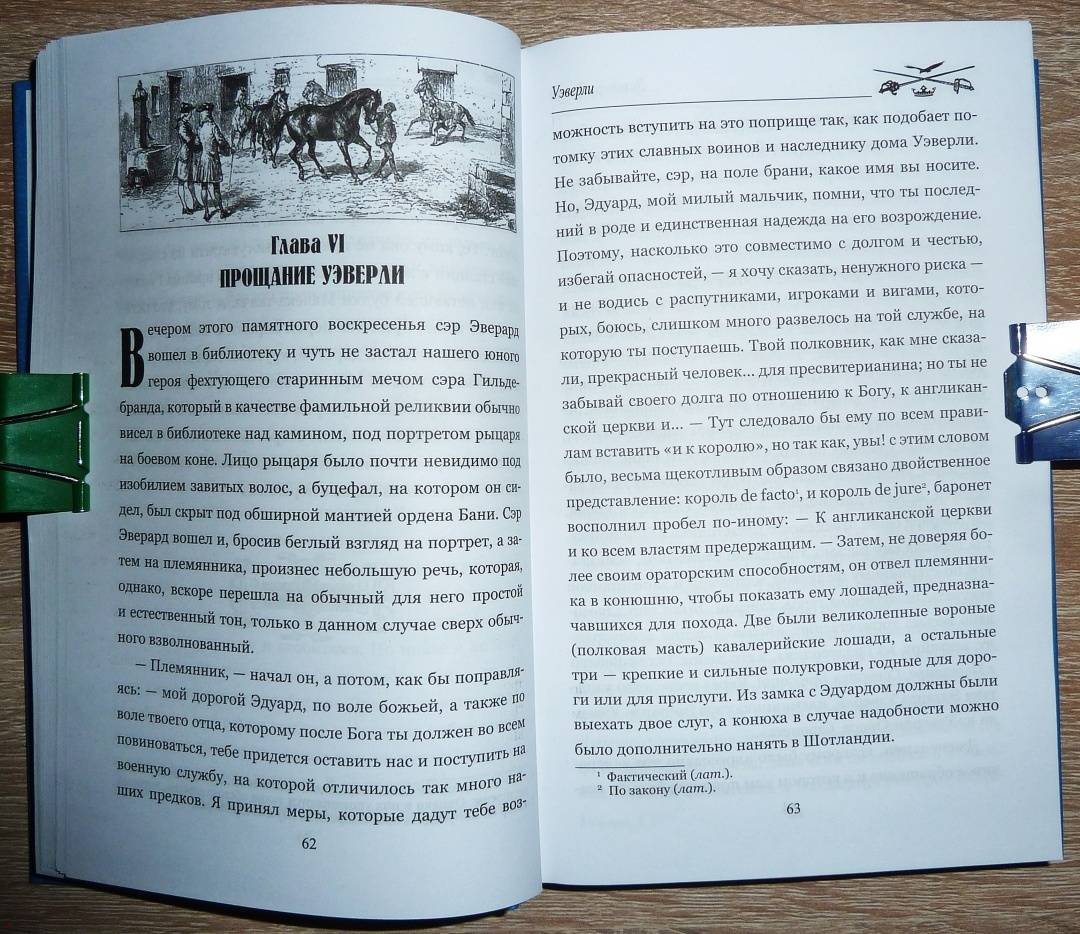 Глава VI
ПРОЩАНИЕ УЭВЕРЛИ
Вечером этого памятного воскресенья сэр Эверард
вошел в библиотеку и чуть не застал нашего юного
героя фехтующего старинным мечом сэра Гильде-
бранда, который в качестве фамильной реликвии обычно
висел в библиотеке над камином, под портретом рыцаря
на боевом коне. Лицо рыцаря было почти невидимо под
изобилием завитых волос, а буцефал, на котором он си-
дел, был скрыт под обширной мантией ордена Бани. Сэр
Эверард вошел и, бросив беглый взгляд на портрет, а за-
тем на племянника, произнес небольшую речь, которая,
однако, вскоре перешла на обычный для него простой
и естественный тон, только в данном случае сверх обыч-
ного взволнованный.
— Племянник, — начал он, а потом, как бы поправля-
ясь: — мой дорогой Эдуард, по воле божьей, а также по
воле твоего отца, которому после Бога ты должен во всем
повиноваться, тебе придется оставить нас и поступить на
военную службу, на которой отличилось так много на-
ших предков. Я принял меры, которые дадут тебе воз-
62
Уэверли
можность вступить на это поприще так, как подобает по-
томку этих славных воинов и наследнику дома Уэверли.
Не забывайте, сэр, на поле брани, какое имя вы носите.
Но, Эдуард, мой милый мальчик, помни, что ты послед-
ний в роде и единственная надежда на его возрождение.
Поэтому, насколько это совместимо с долгом и честью,
избегай опасностей, — я хочу сказать, ненужного риска —
и не водись с распутниками, игроками и вигами, кото-
рых, боюсь, слишком много развелось на той службе, на
которую ты поступаешь. Твой полковник, как мне сказа-
ли, прекрасный человек... для пресвитерианина; но ты не
забывай своего долга по отношению к Богу, к англикан-
ской церкви и... — Тут следовало бы ему по всем прави-
лам вставить «и к королю», но так как, увы! с этим словом
было, весьма щекотливым образом связано двойственное
представление: король de facto¹, и король de jure², баронет
восполнил пробел по-иному: — К англиканской церкви
и ко всем властям предержащим. — Затем, не доверяя бо-
лее своим ораторским способностям, он отвел племянни-
ка в конюшню, чтобы показать ему лошадей, предназна-
чавшихся для похода. Две были великолепные вороные
(полковая масть) кавалерийские лошади, а остальные
три — крепкие и сильные полукровки, годные для доро-
ги или для прислуги. Из замка с Эдуардом должны были
выехать двое слуг, а конюха в случае надобности можно
было дополнительно нанять в Шотландии.
¹ Фактический (лат.).
² По закону (лат.).
63